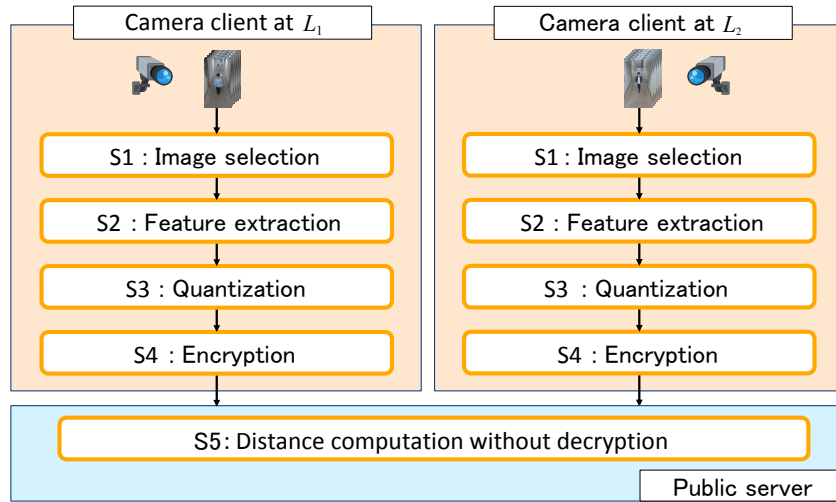 Camera client at L₁
Camera client at L₂
S1 : Image selection
S2 : Feature extraction
S3 : Quantization
S4 : Encryption
S1 : Image selection
S2 : Feature extraction
S3 : Quantization
S4 : Encryption
S5: Distance computation without decryption
Public server